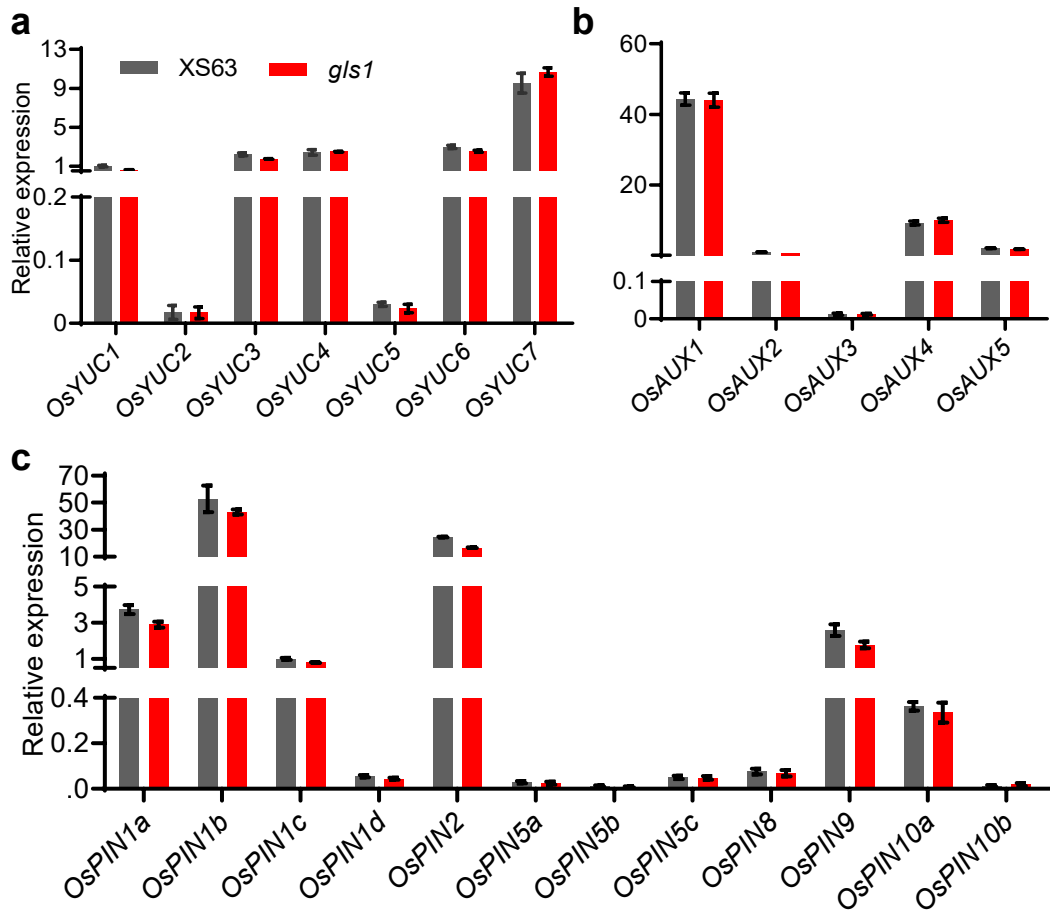 a
Relative expression
13
9
5
1
0.2
0.1
0
XS63
gls1
OsYUC1
OsYUC2
OsYUC3
OsYUC4
OsYUC5
OsYUC6
OsYUC7
b
60
40
20
0.1
0
OsAUX1
OsAUX2
OsAUX3
OsAUX4
OsAUX5
c
Relative expression
70
50
30
10
5
3
1
0.4
0.2
.0
OsPIN1a
OsPIN1b
OsPIN1c
OsPIN1d
OsPIN2
OsPIN5a
OsPIN5b
OsPIN5c
OsPIN8
OsPIN9
OsPIN10a
OsPIN10b